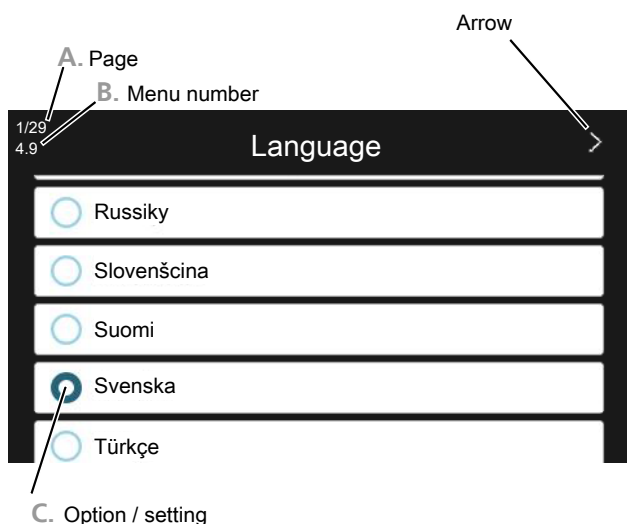 Arrow
A. Page
B. Menu number
1/29
4.9
Language
Russiky
Slovenšcina
Suomi
Svenska
Türkçe
C. Option / setting